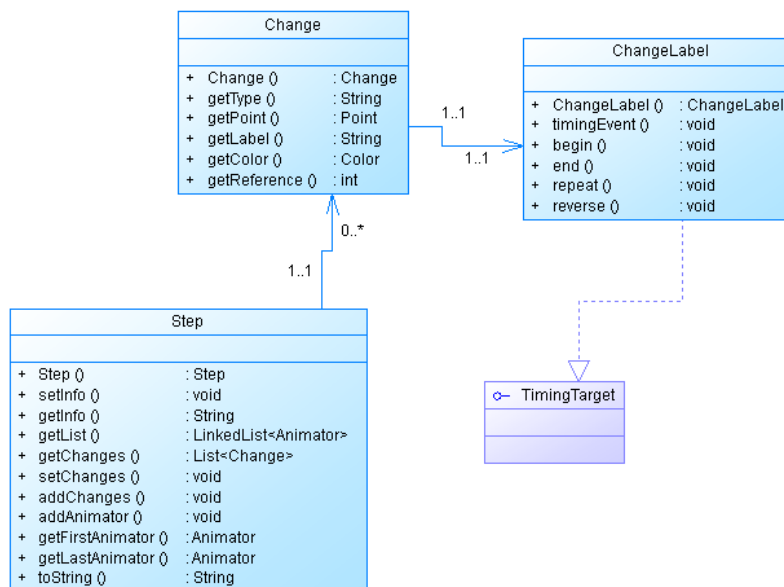 Change
+ Change () : Change
+ getType () : String
+ getPoint () : Point
+ getLabel () : String
+ getColor () : Color
+ getReference () : int
1..1
1..1
ChangeLabel
+ ChangeLabel () : ChangeLabel
+ timingEvent () : void
+ begin () : void
+ end () : void
+ repeat () : void
+ reverse () : void
0..*
1..1
Step
+ Step () : Step
+ setInfo () : void
+ getInfo () : String
+ getList () : LinkedList<Animator>
+ getChanges () : List<Change>
+ setChanges () : void
+ addChanges () : void
+ addAnimator () : void
+ getFirstAnimator () : Animator
+ getLastAnimator () : Animator
+ toString () : String
TimingTarget